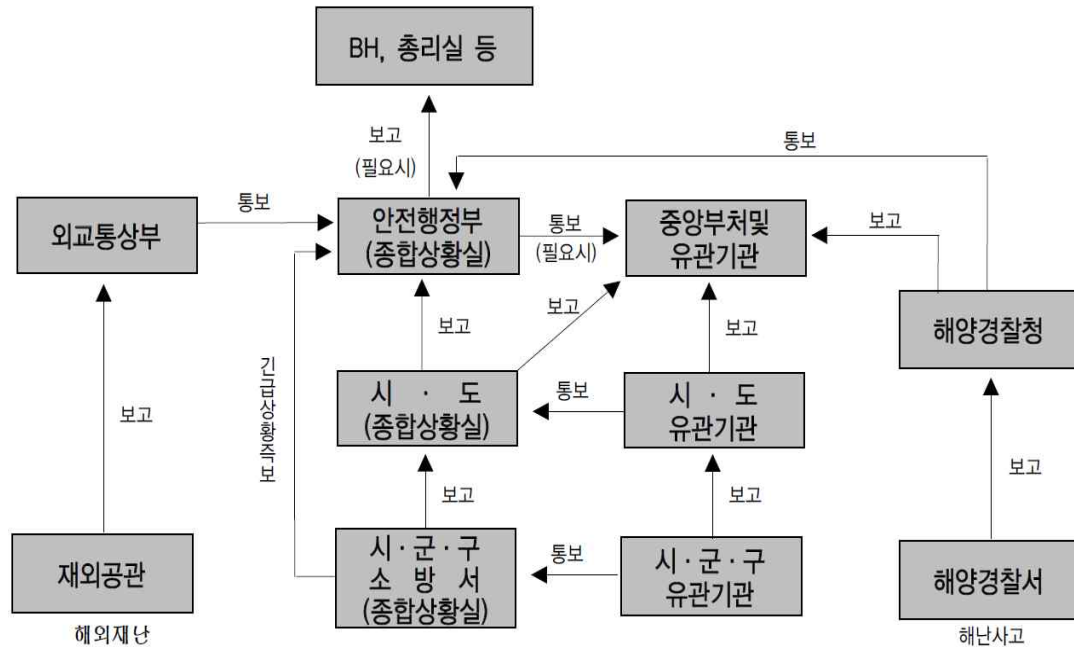 BH, 총리실 등
보고
(필요시)
통보
외교통상부
통보
안전행정부
(종합상황실)
통보
(필요시)
중앙부처및
유관기관
보고
해양경찰청
보고
보고
보고
긴급상황즉보
보고
시 · 도
(종합상황실)
통보
시 · 도
유관기관
보고
보고
보고
재외공관
해외재난
시 · 군 · 구
소 방 서
(종합상황실)
통보
시 · 군 · 구
유관기관
해양경찰서
해난사고